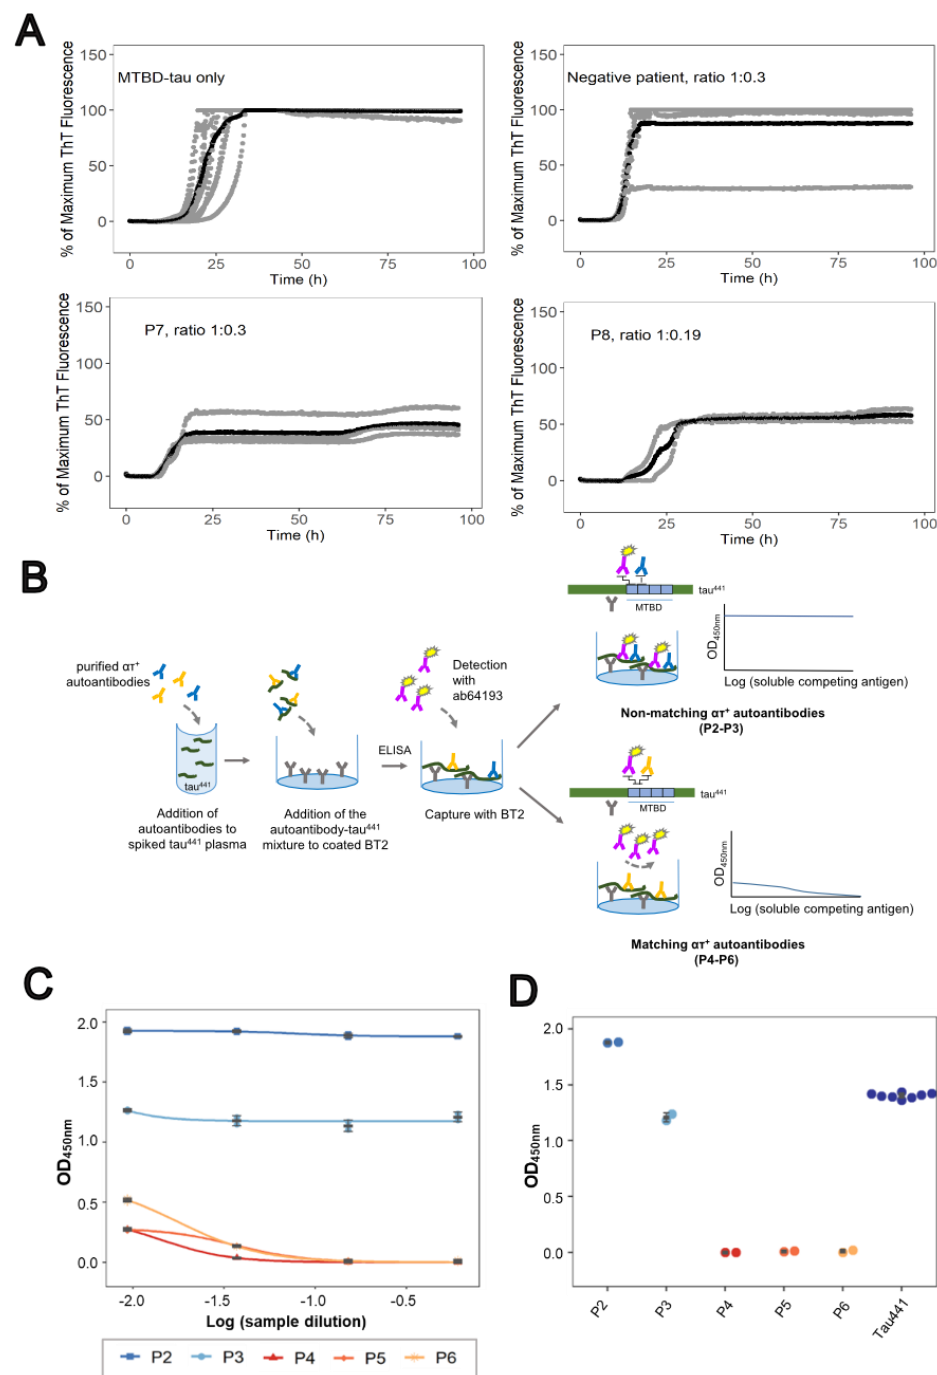 A
% of Maximum ThT Fluorescence
150
100
50
0
MTBD-tau only
0
25
50
75
100
Time (h)
% of Maximum ThT Fluorescence
150
100
50
0
Negative patient, ratio 1:0.3
0
25
50
75
100
Time (h)
% of Maximum ThT Fluorescence
150
100
50
0
P7, ratio 1:0.3
0
25
50
75
100
Time (h)
% of Maximum ThT Fluorescence
150
100
50
0
P8, ratio 1:0.19
0
25
50
75
100
Time (h)
B
purified ατ⁺
autoantibodies
tau⁴⁴¹
Addition of
autoantibodies to
spiked tau⁴⁴¹ plasma
Addition of the
autoantibody-tau⁴⁴¹
mixture to coated BT2
ELISA
Detection
with
ab64193
Capture with BT2
tau⁴⁴¹
MTBD
OD450nm
Log (soluble competing antigen)
Non-matching ατ⁺ autoantibodies
(P2-P3)
tau⁴⁴¹
MTBD
OD450nm
Log (soluble competing antigen)
Matching ατ⁺ autoantibodies
(P4-P6)
C
OD450nm
2.0
1.5
1.0
0.5
0.0
-2.0
-1.5
-1.0
-0.5
Log (sample dilution)
P2
P3
P4
P5
P6
D
OD450nm
2.0
1.5
1.0
0.5
0.0
P2
P3
P4
P5
P6
Tau441